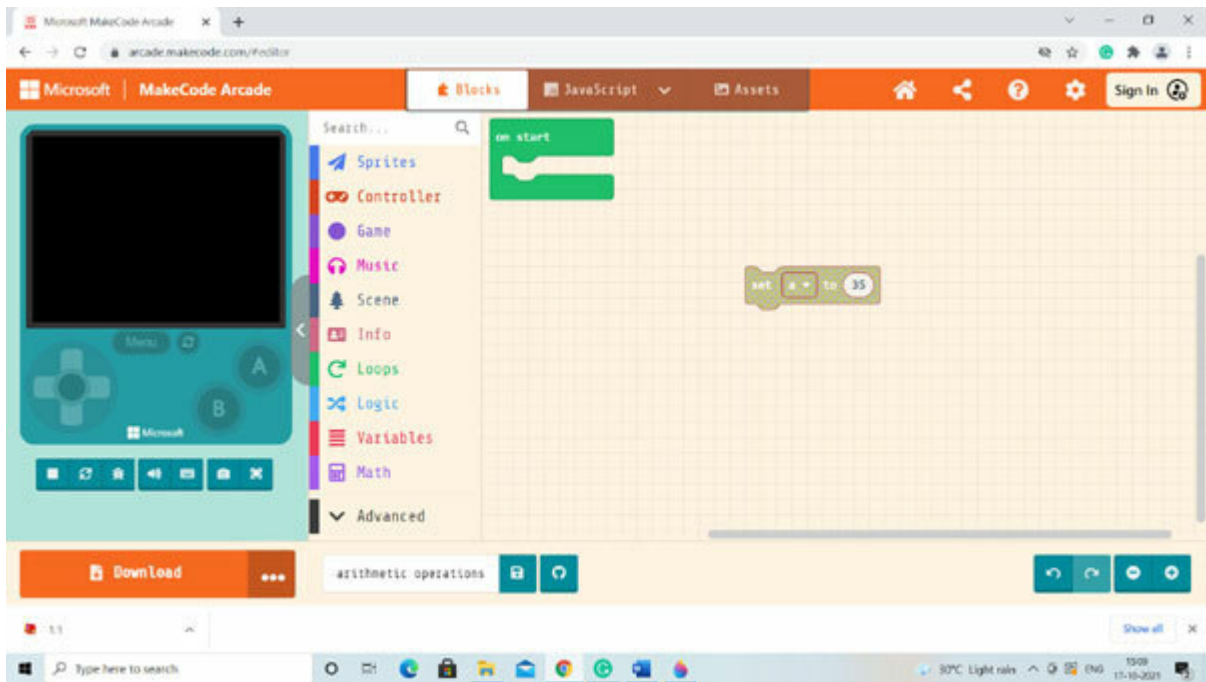 Microsoft MakeCode Arcade
arcade.makecode.com/#editor
Microsoft | MakeCode Arcade
Blocks
JavaScript
Assets
Sign In
Search...
Sprites
Controller
Game
Music
Scene
Info
Loops
Logic
Variables
Math
Advanced
on start
set a to 35
Menu
A
B
Microsoft
Download
arithmetic operations
1.1
Show all
Type here to search
30°C Light rain
ENG
15:09
17-10-2021